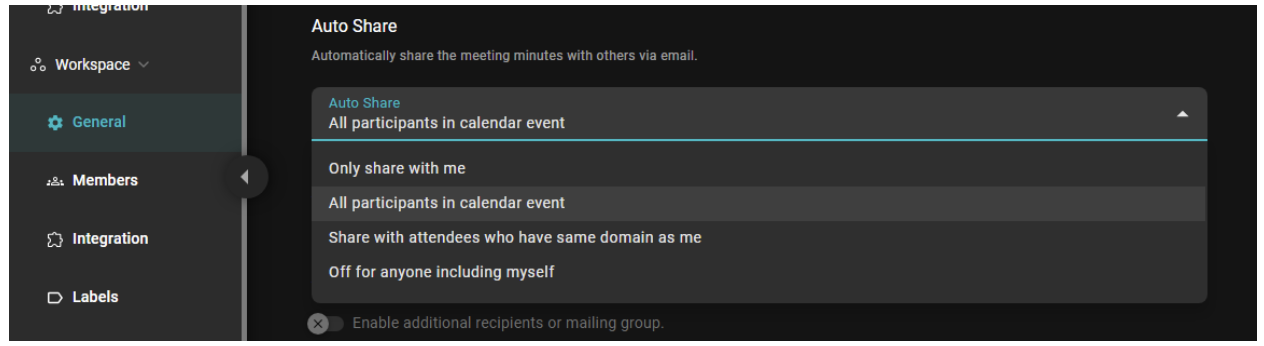 Integration
Workspace
General
Members
Integration
Labels
Auto Share
Automatically share the meeting minutes with others via email.
Auto Share
All participants in calendar event
Only share with me
All participants in calendar event
Share with attendees who have same domain as me
Off for anyone including myself
Enable additional recipients or mailing group.